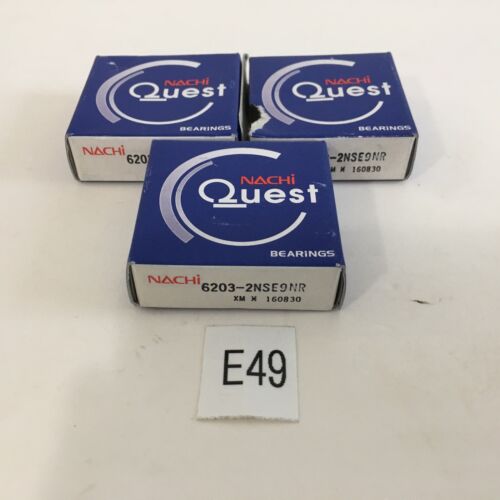 NACHi
Quest
BEARINGS
NACHi
NACHi
Quest
BEARINGS
-2NSE9NR
XM M 160830
NACHi
Quest
BEARINGS
NACHi 6203-2NSE9NR
XM M 160830
E49